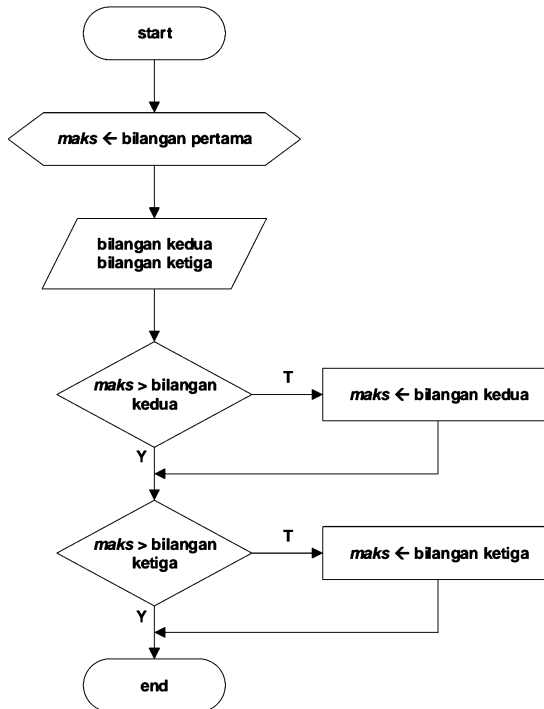 start
maks ← bilangan pertama
bilangan kedua
bilangan ketiga
maks > bilangan
kedua
T
maks ← bilangan kedua
Y
maks > bilangan
ketiga
T
maks ← bilangan ketiga
Y
end